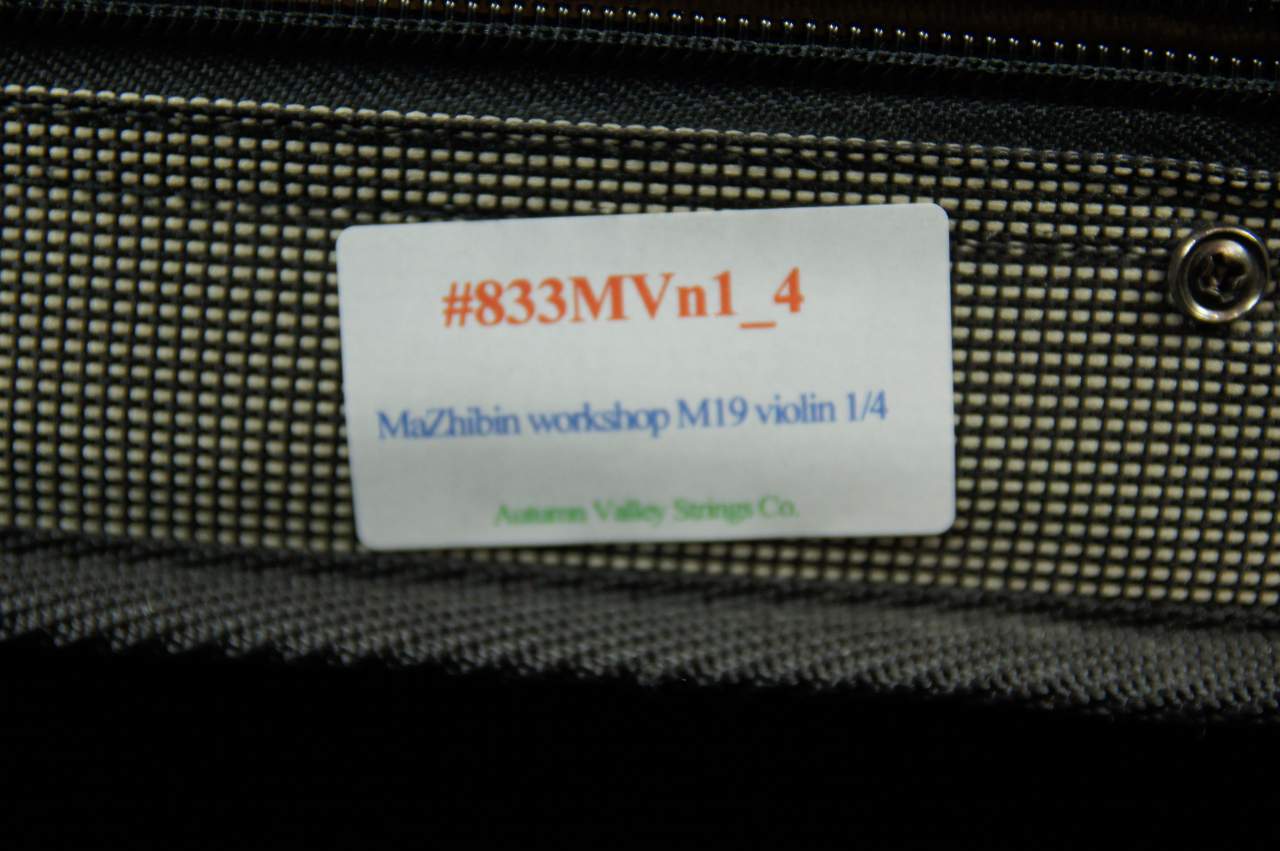 #833MVn1_4
MaZhibin workshop M19 violin 1/4
Autumn Valley Strings Co.